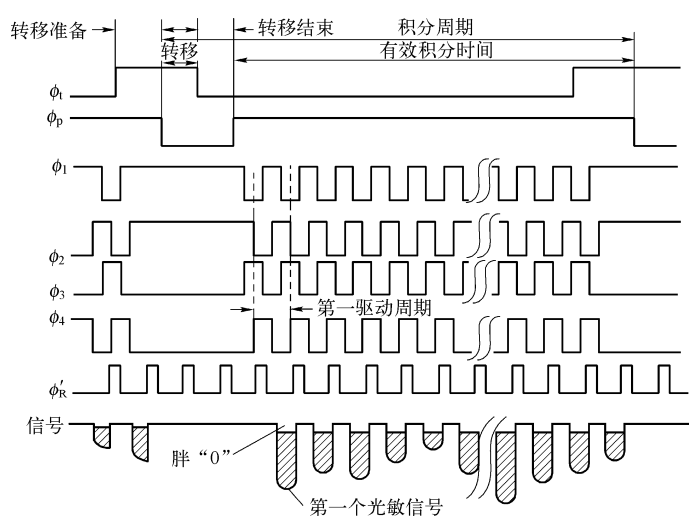 转移准备
转移结束
积分周期
转移
有效积分时间
ϕt
ϕp
ϕ1
ϕ2
ϕ3
第一驱动周期
ϕ4
ϕ′R
信号
胖“0”
第一个光敏信号